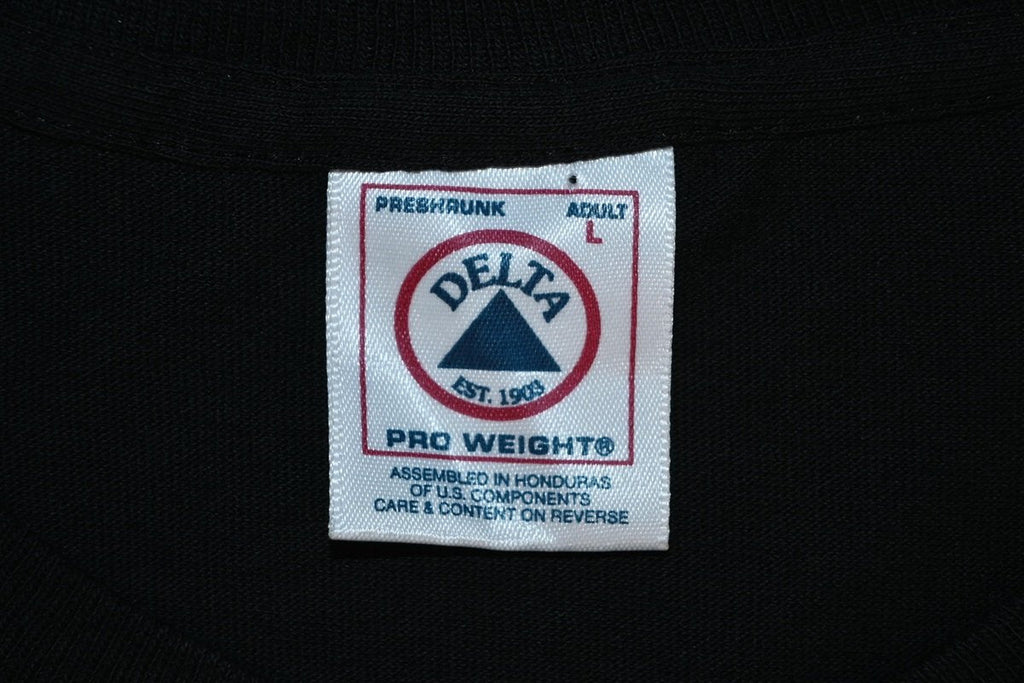 PRESHRUNK ADULT
L
DELTA
EST. 1903
PRO WEIGHT®
ASSEMBLED IN HONDURAS
OF U.S. COMPONENTS
CARE & CONTENT ON REVERSE